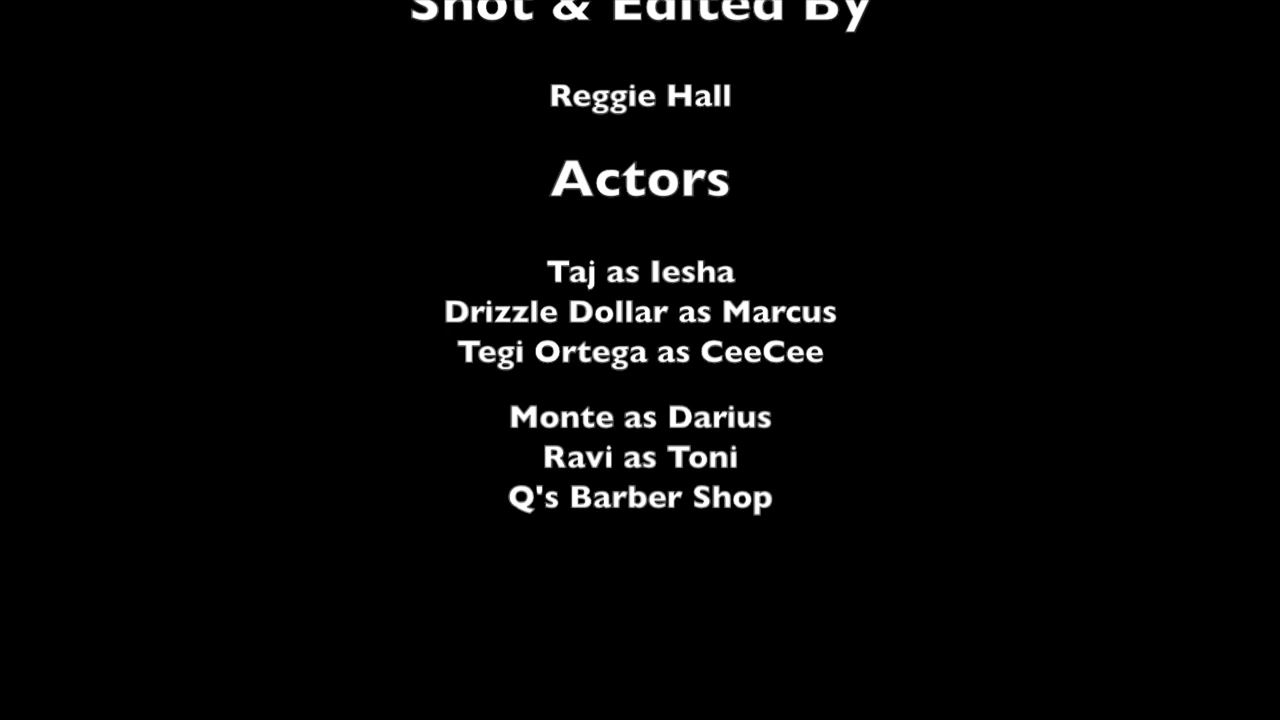 Shot & Edited By
Reggie Hall
Actors
Taj as Iesha
Drizzle Dollar as Marcus
Tegi Ortega as CeeCee
Monte as Darius
Ravi as Toni
Q's Barber Shop